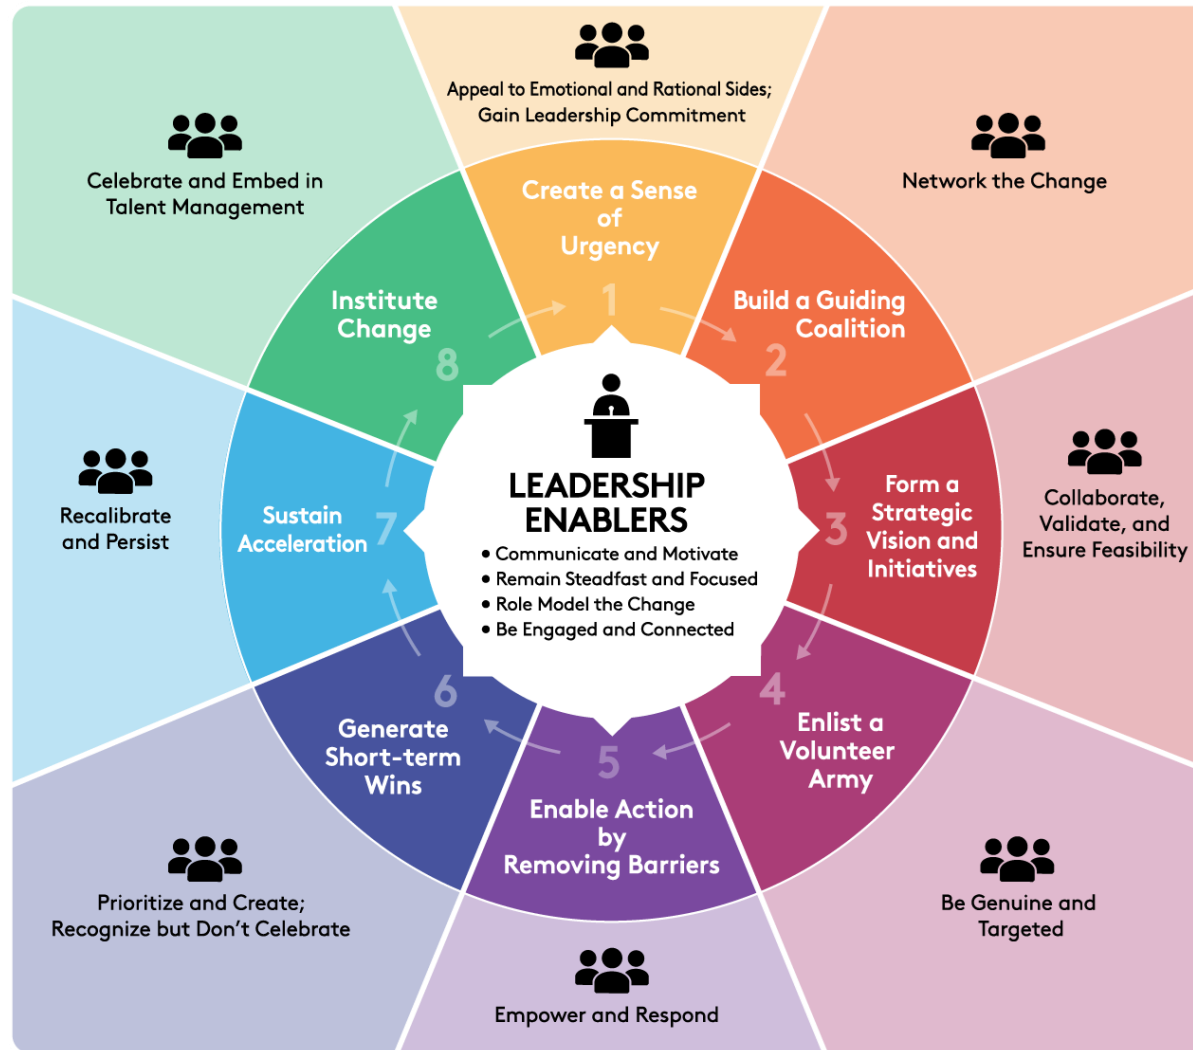 Appeal to Emotional and Rational Sides;
Gain Leadership Commitment
Create a Sense
of
Urgency
1
Network the Change
Build a Guiding
Coalition
2
Collaborate,
Validate, and
Ensure Feasibility
Form a
Strategic
Vision and
Initiatives
3
Be Genuine and
Targeted
Enlist a
Volunteer
Army
4
Empower and Respond
Enable Action
by
Removing Barriers
5
Prioritize and Create;
Recognize but Don’t Celebrate
Generate
Short-term
Wins
6
Recalibrate
and Persist
Sustain
Acceleration
7
Celebrate and Embed in
Talent Management
Institute
Change
8
LEADERSHIP
ENABLERS
• Communicate and Motivate
• Remain Steadfast and Focused
• Role Model the Change
• Be Engaged and Connected